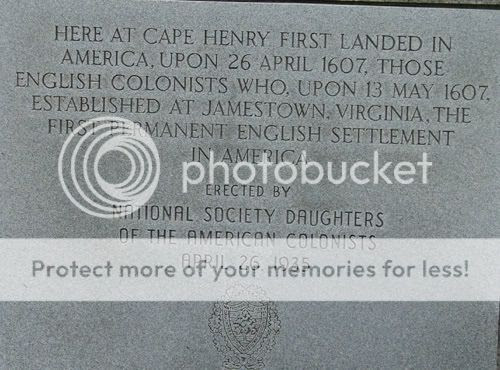 HERE AT CAPE HENRY FIRST LANDED IN
AMERICA, UPON 26 APRIL 1607, THOSE
ENGLISH COLONISTS WHO, UPON 13 MAY 1607,
ESTABLISHED AT JAMESTOWN, VIRGINIA, THE
FIRST PERMANENT ENGLISH SETTLEMENT
IN AMERICA
photobucket
ERECTED BY
NATIONAL SOCIETY DAUGHTERS
OF THE AMERICAN COLONISTS
APRIL 26 1935
Protect more of your memories for less!